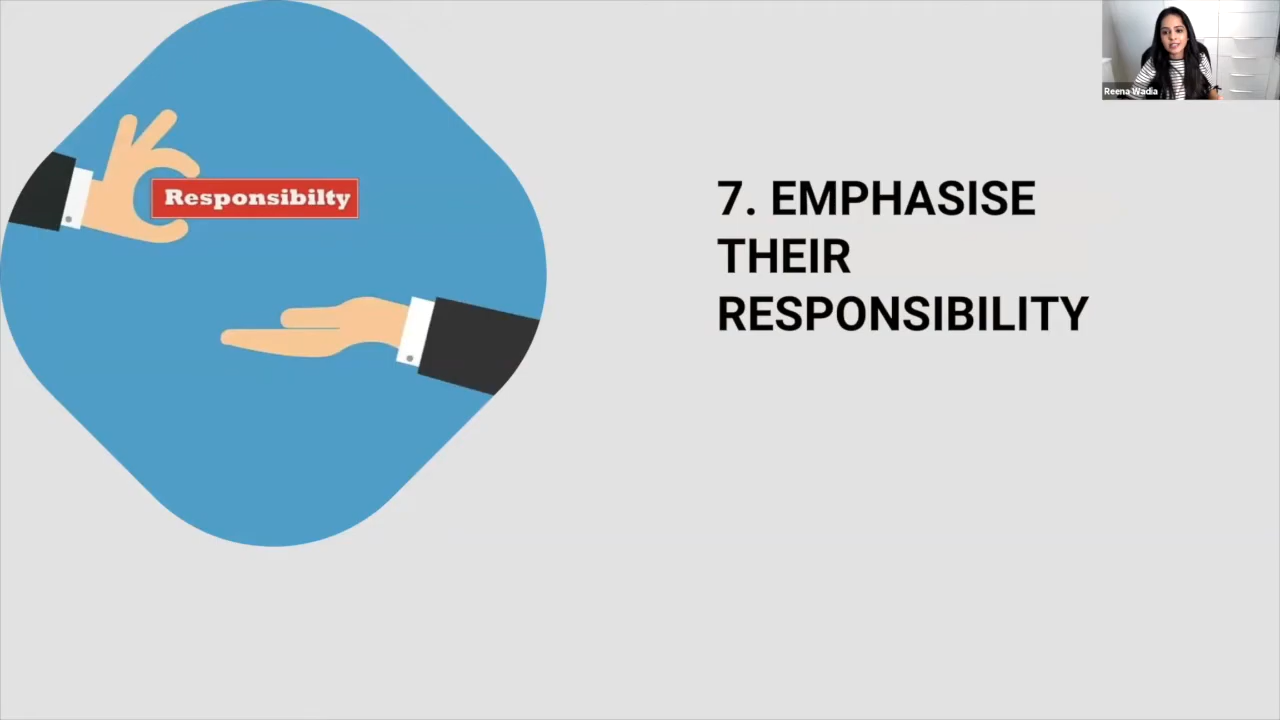 Reena Wadia
Responsibilty
7. EMPHASISE
THEIR
RESPONSIBILITY